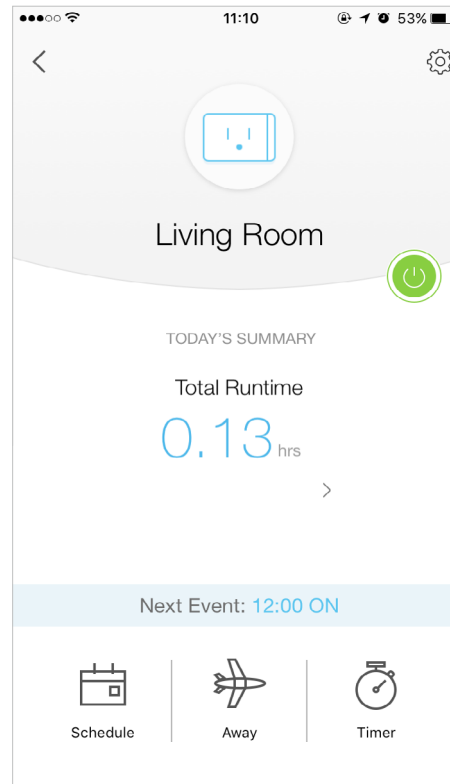 11:10 53%
Living Room
TODAY'S SUMMARY
Total Runtime
0.13 hrs
Next Event: 12:00 ON
Schedule Away Timer